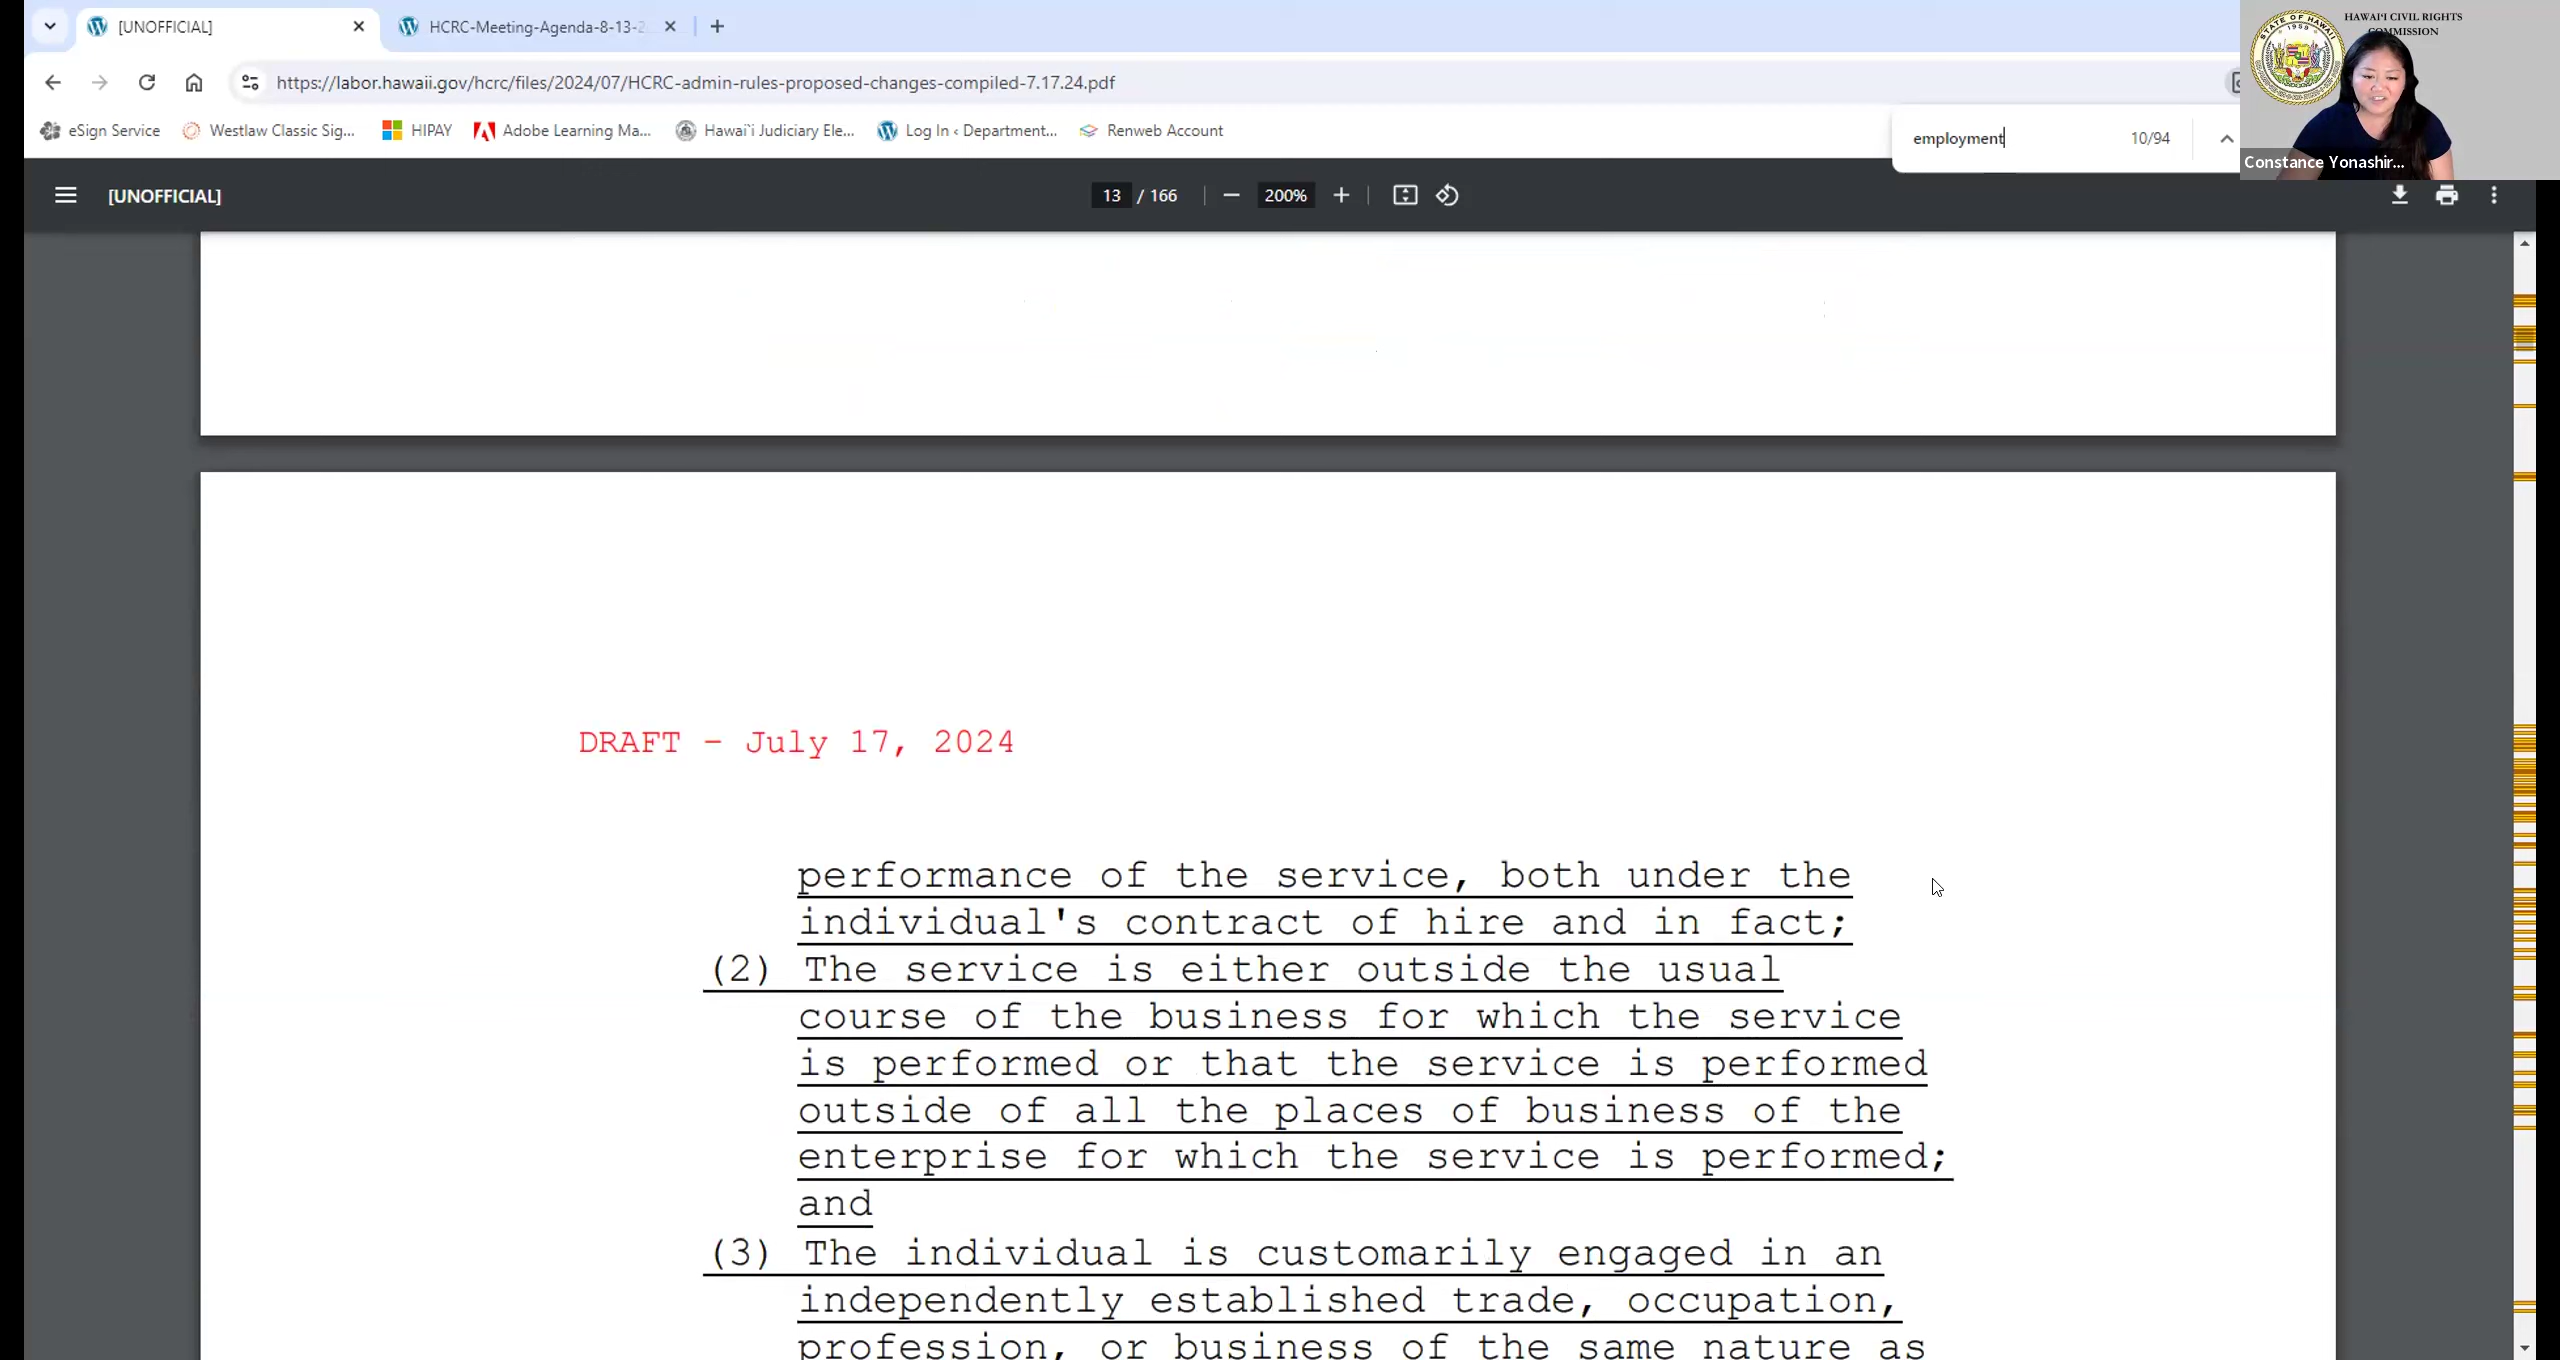 [UNOFFICIAL]
HCRC-Meeting-Agenda-8-13-2
https://labor.hawaii.gov/hcrc/files/2024/07/HCRC-admin-rules-proposed-changes-compiled-7.17.24.pdf
eSign Service
Westlaw Classic Sig...
HIPAY
Adobe Learning Ma...
Hawai`i Judiciary Ele...
Log In ‹ Department...
Renweb Account
employment 10/94
STATE OF HAWAII
1959
HAWAI‘I CIVIL RIGHTS
COMMISSION
Constance Yonashir...
[UNOFFICIAL]
13 / 166
200%
DRAFT – July 17, 2024
performance of the service, both under the
individual's contract of hire and in fact;
(2) The service is either outside the usual
course of the business for which the service
is performed or that the service is performed
outside of all the places of business of the
enterprise for which the service is performed;
and
(3) The individual is customarily engaged in an
independently established trade, occupation,
profession, or business of the same nature as